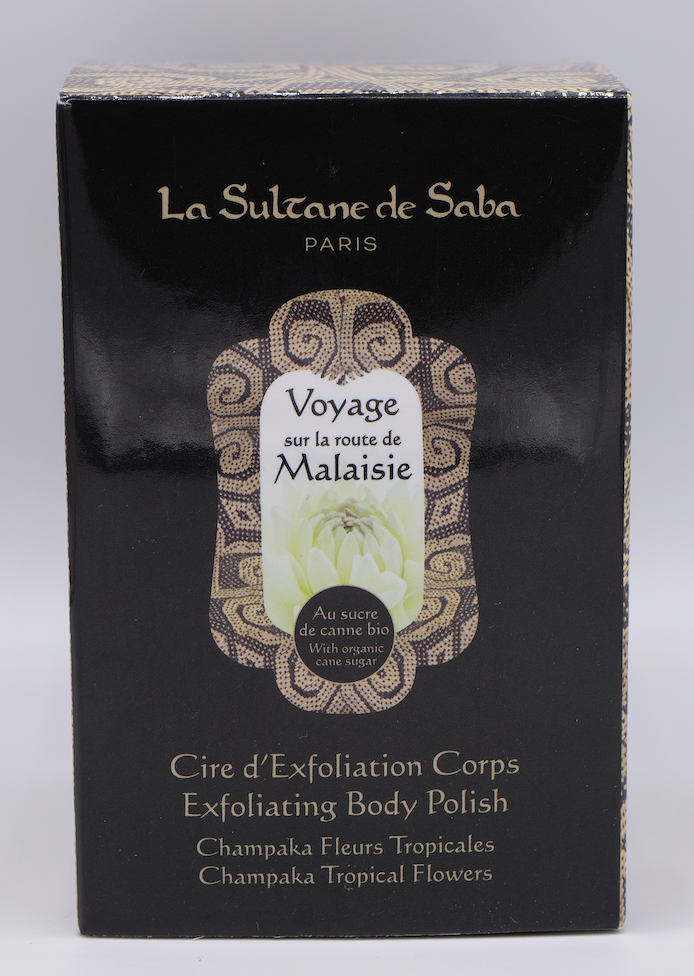 La Sultane de Saba
PARIS
Voyage
sur la route de
Malaisie
Au sucre
de canne bio
With organic
cane sugar
Cire d'Exfoliation Corps
Exfoliating Body Polish
Champaka Fleurs Tropicales
Champaka Tropical Flowers